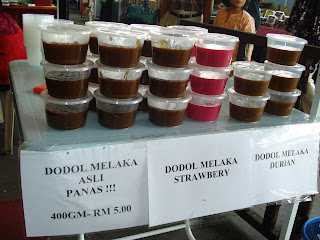 DODOL MELAKA
ASLI
PANAS !!!
400GM- RM 5.00
DODOL MELAKA
STRAWBERY
DODOL MELAKA
DURIAN